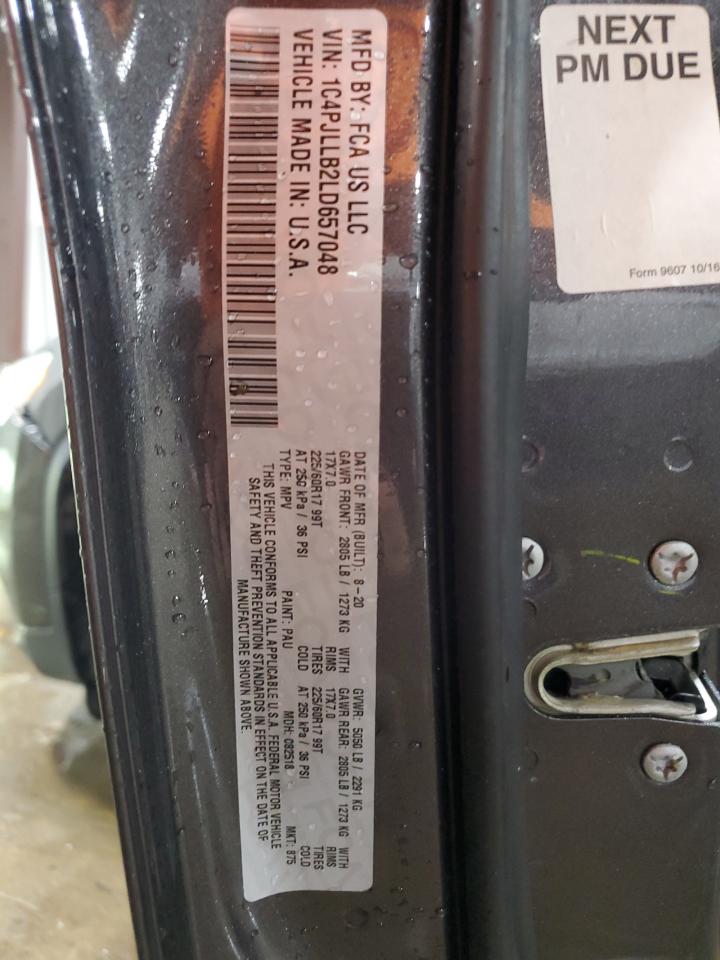 MFD BY: FCA US LLC
VIN: 1C4PJLLB2LD657048
VEHICLE MADE IN: U.S.A.
DATE OF MFR (BUILT): 8-20 GVWR: 5050 LB / 2291 KG
GAWR FRONT: 2805 LB / 1273 KG WITH GAWR REAR: 2805 LB / 1273 KG WITH
17X7.0 RIMS 17X7.0 RIMS
225/60R17 99T TIRES 225/60R17 99T TIRES
AT 250 kPa / 36 PSI COLD AT 250 kPa / 36 PSI COLD
TYPE: MPV PAINT: PAU MDH: 082518 MKT: 875
THIS VEHICLE CONFORMS TO ALL APPLICABLE U.S.A. FEDERAL MOTOR VEHICLE
SAFETY AND THEFT PREVENTION STANDARDS IN EFFECT ON THE DATE OF
MANUFACTURE SHOWN ABOVE.
NEXT
PM DUE
Form 9607 10/16